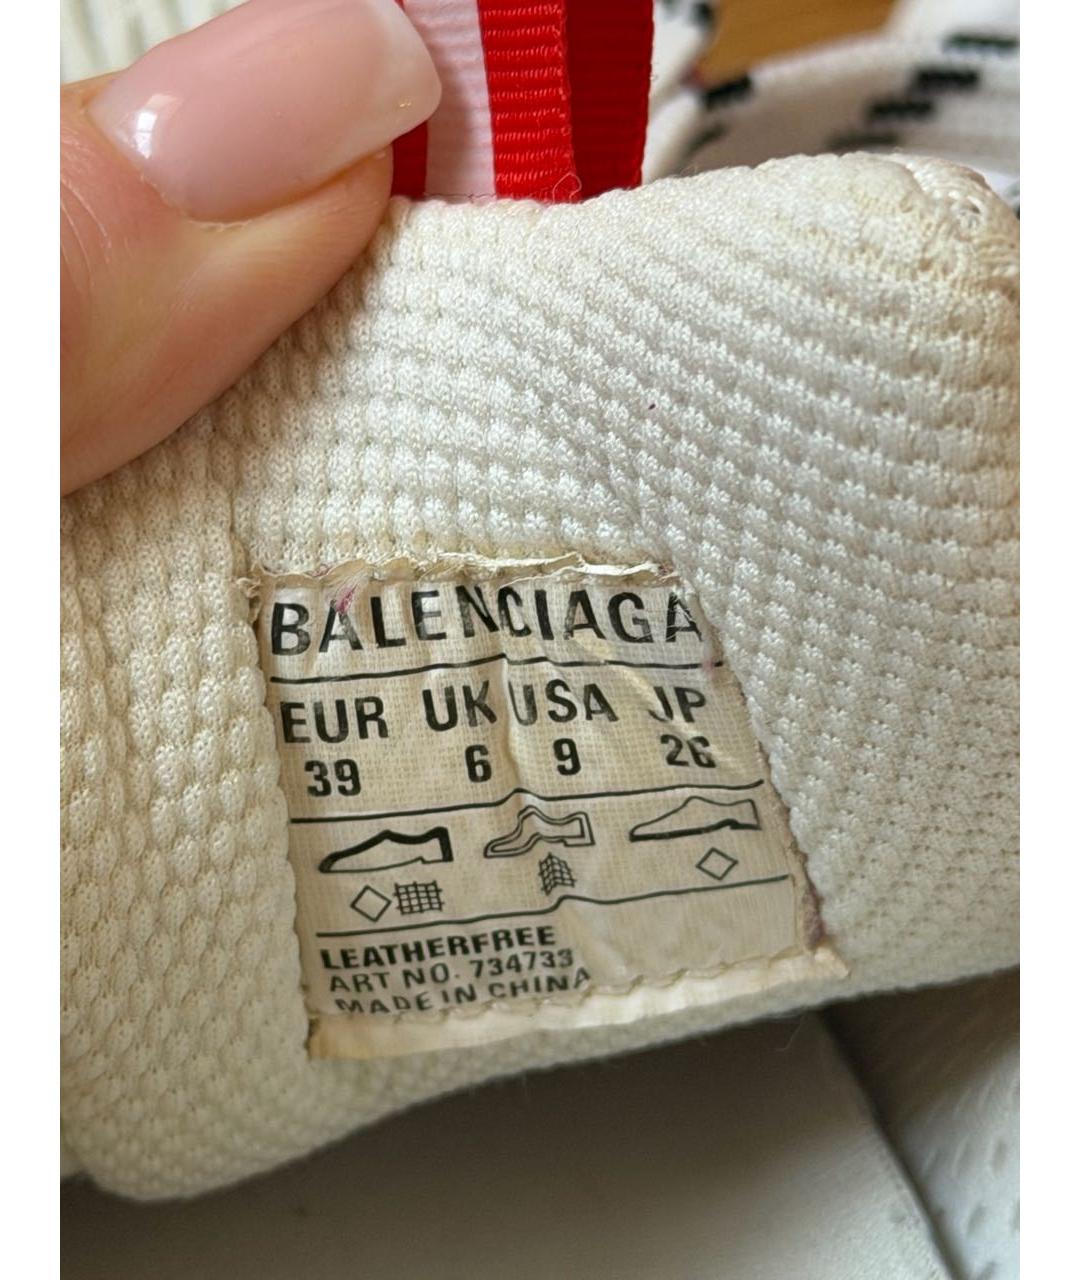 BALENCIAGA
EUR UK USA JP
39 6 9 26
LEATHERFREE
ART NO. 734733
MADE IN CHINA